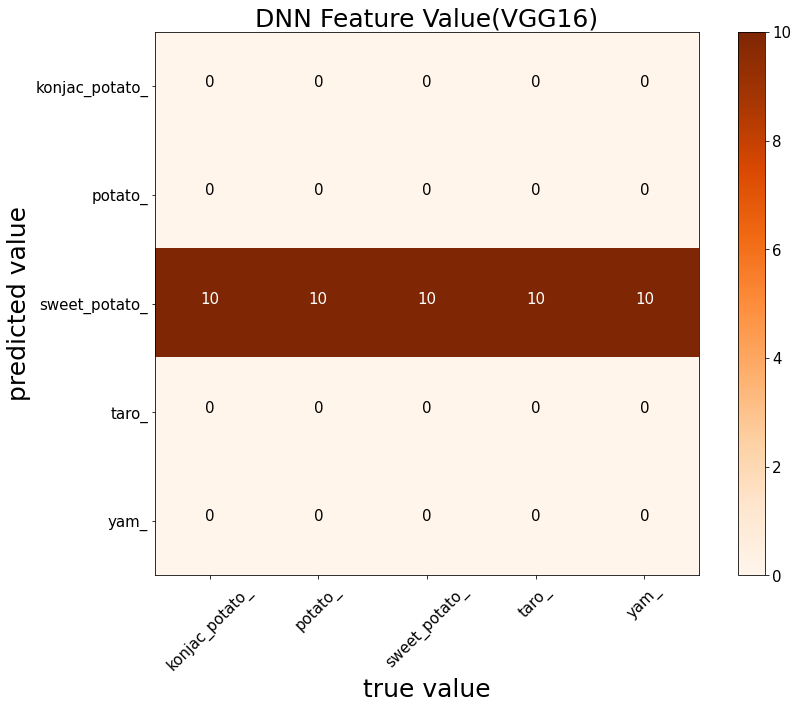 DNN Feature Value(VGG16)
predicted value
konjac_potato_
0 0 0 0 0
potato_
0 0 0 0 0
sweet_potato_
10 10 10 10 10
taro_
0 0 0 0 0
yam_
0 0 0 0 0
konjac_potato_
potato_
sweet_potato_
taro_
yam_
true value
10
8
6
4
2
0